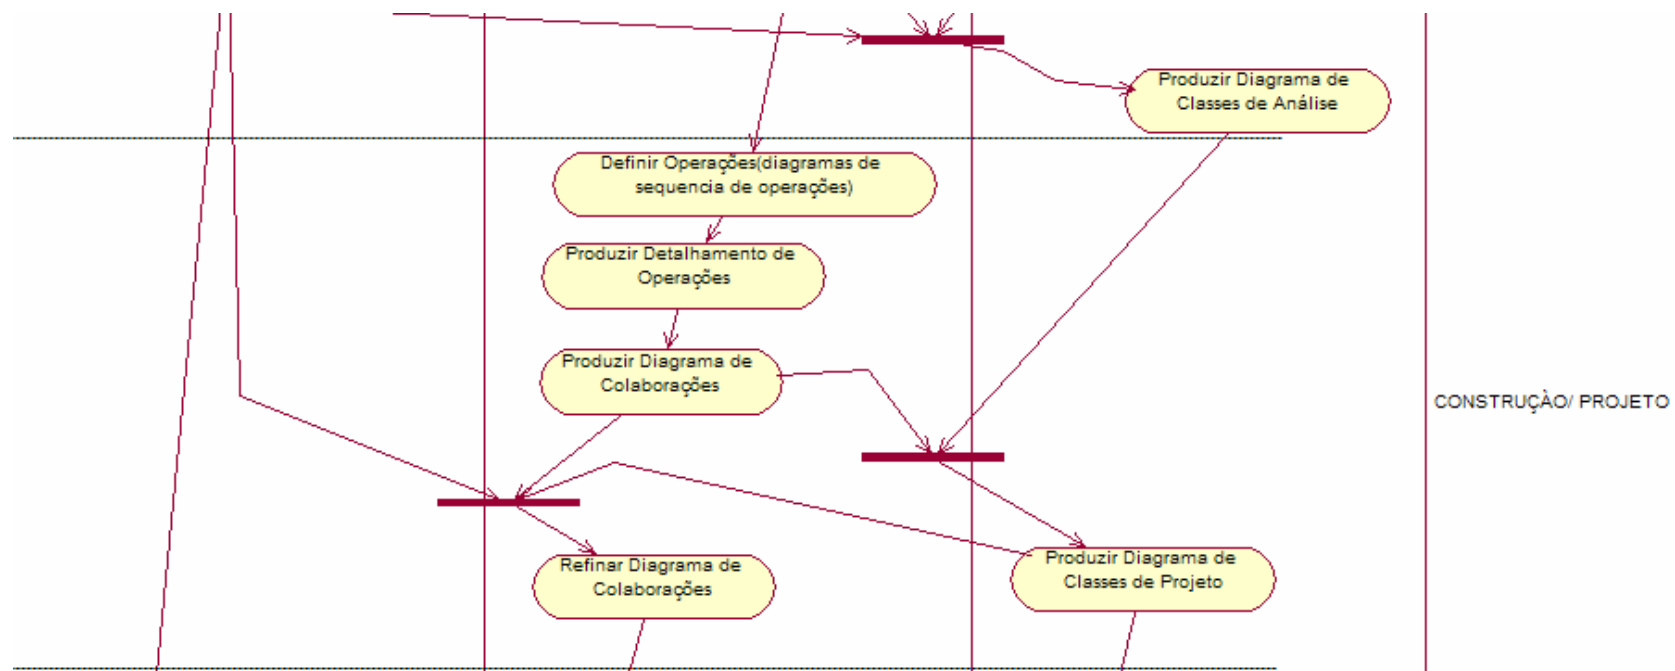 Produzir Diagrama de
Classes de Análise
Definir Operações(diagramas de
sequencia de operações)
Produzir Detalhamento de
Operações
Produzir Diagrama de
Colaborações
CONSTRUÇÀO/ PROJETO
Refinar Diagrama de
Colaborações
Produzir Diagrama de
Classes de Projeto